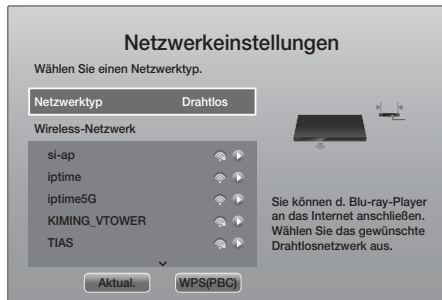 Netzwerkeinstellungen
Wählen Sie einen Netzwerktyp.
Netzwerktyp Drahtlos
Wireless-Netzwerk
si-ap
iptime
iptime5G
KIMING_VTOWER
TIAS
Sie können d. Blu-ray-Player
an das Internet anschließen.
Wählen Sie das gewünschte
Drahtlosnetzwerk aus.
Aktual. WPS(PBC)